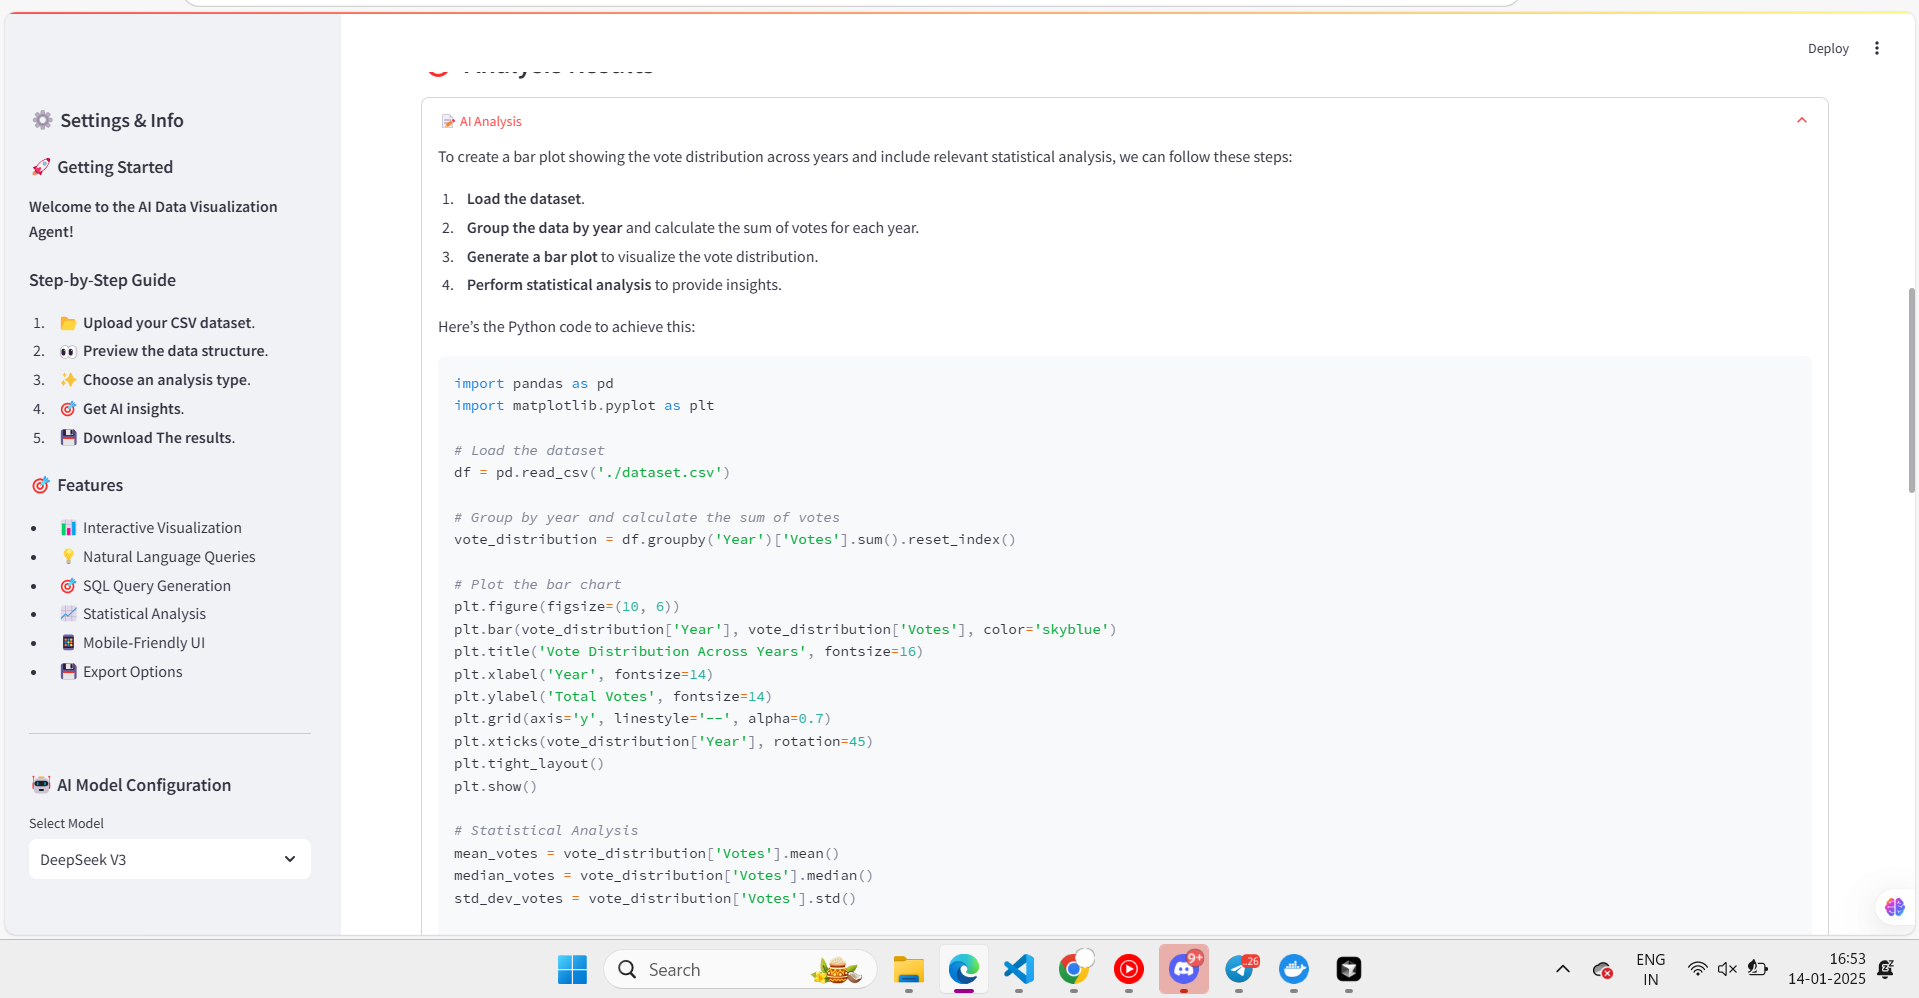 Deploy
Settings & Info
Getting Started
Welcome to the AI Data Visualization
Agent!
Step-by-Step Guide
1. Upload your CSV dataset.
2. Preview the data structure.
3. Choose an analysis type.
4. Get AI insights.
5. Download The results.
Features
Interactive Visualization
Natural Language Queries
SQL Query Generation
Statistical Analysis
Mobile-Friendly UI
Export Options
AI Model Configuration
Select Model
DeepSeek V3
Analysis Results
AI Analysis
To create a bar plot showing the vote distribution across years and include relevant statistical analysis, we can follow these steps:
1. Load the dataset.
2. Group the data by year and calculate the sum of votes for each year.
3. Generate a bar plot to visualize the vote distribution.
4. Perform statistical analysis to provide insights.
Here’s the Python code to achieve this:
import pandas as pd
import matplotlib.pyplot as plt
# Load the dataset
df = pd.read_csv('./dataset.csv')
# Group by year and calculate the sum of votes
vote_distribution = df.groupby('Year')['Votes'].sum().reset_index()
# Plot the bar chart
plt.figure(figsize=(10, 6))
plt.bar(vote_distribution['Year'], vote_distribution['Votes'], color='skyblue')
plt.title('Vote Distribution Across Years', fontsize=16)
plt.xlabel('Year', fontsize=14)
plt.ylabel('Total Votes', fontsize=14)
plt.grid(axis='y', linestyle='--', alpha=0.7)
plt.xticks(vote_distribution['Year'], rotation=45)
plt.tight_layout()
plt.show()
# Statistical Analysis
mean_votes = vote_distribution['Votes'].mean()
median_votes = vote_distribution['Votes'].median()
std_dev_votes = vote_distribution['Votes'].std()
Search
9+
26
ENG
IN
16:53
14-01-2025